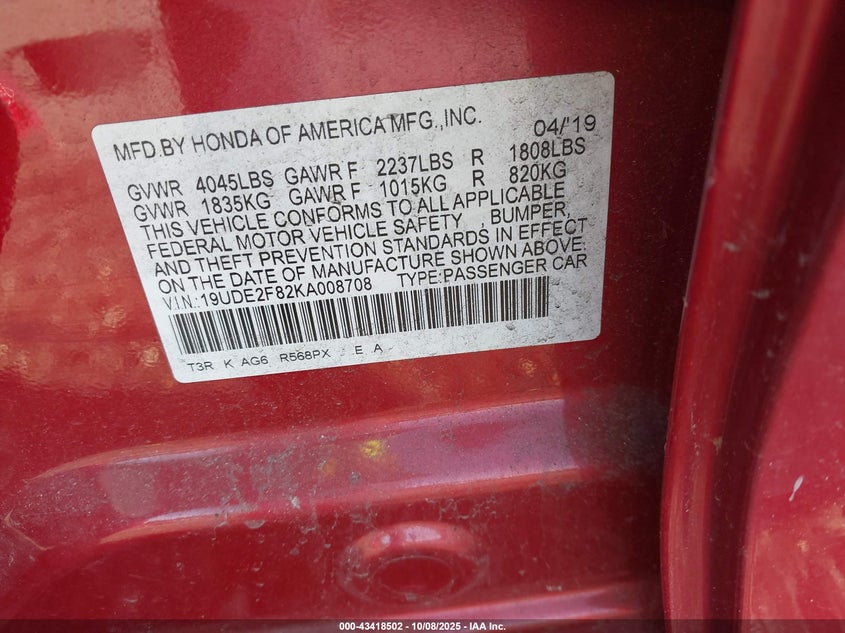 MFD.BY HONDA OF AMERICA MFG.,INC. 04/'19
GVWR 4045LBS GAWR F 2237LBS R 1808LBS
GVWR 1835KG GAWR F 1015KG R 820KG
THIS VEHICLE CONFORMS TO ALL APPLICABLE
FEDERAL MOTOR VEHICLE SAFETY , BUMPER,
AND THEFT PREVENTION STANDARDS IN EFFECT
ON THE DATE OF MANUFACTURE SHOWN ABOVE.
V.I.N.:19UDE2F82KA008708 TYPE:PASSENGER CAR
T3R K AG6 R568PX E A
000-43418502 - 10/08/2025 - IAA Inc.